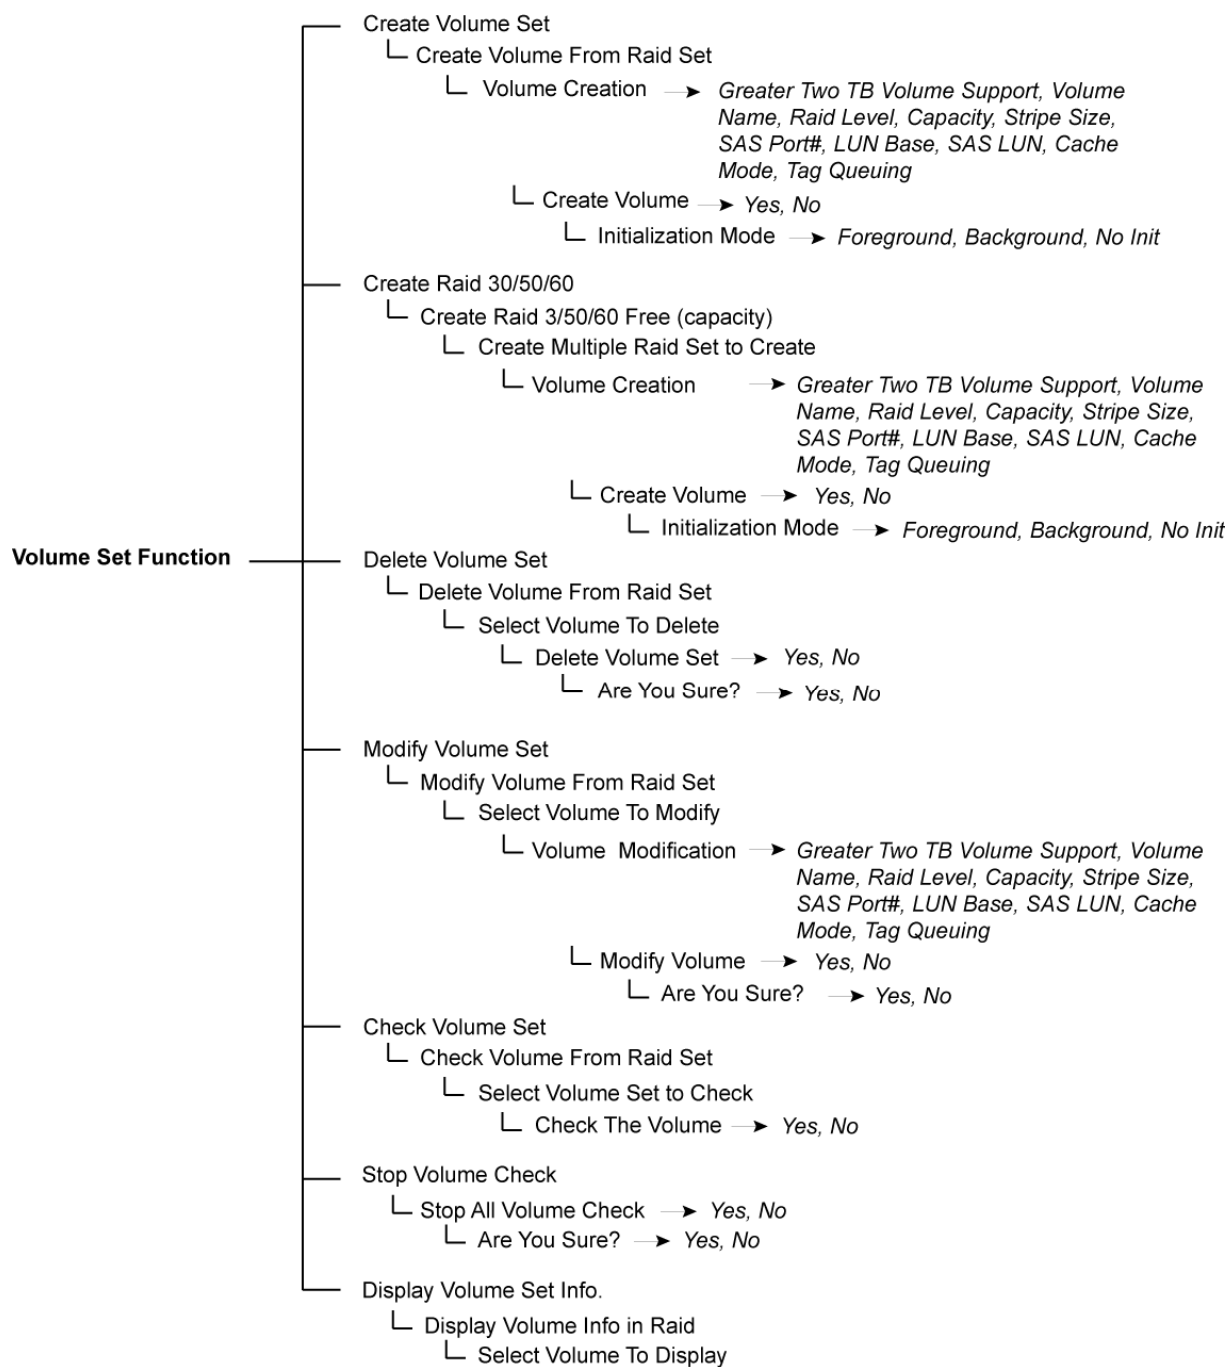 Create Volume Set
Create Volume From Raid Set
Volume Creation
Greater Two TB Volume Support, Volume
Name, Raid Level, Capacity, Stripe Size,
SAS Port#, LUN Base, SAS LUN, Cache
Mode, Tag Queuing
Create Volume
Yes, No
Initialization Mode
Foreground, Background, No Init
Create Raid 30/50/60
Create Raid 3/50/60 Free (capacity)
Create Multiple Raid Set to Create
Volume Creation
Greater Two TB Volume Support, Volume
Name, Raid Level, Capacity, Stripe Size,
SAS Port#, LUN Base, SAS LUN, Cache
Mode, Tag Queuing
Create Volume
Yes, No
Initialization Mode
Foreground, Background, No Init
Volume Set Function
Delete Volume Set
Delete Volume From Raid Set
Select Volume To Delete
Delete Volume Set
Yes, No
Are You Sure?
Yes, No
Modify Volume Set
Modify Volume From Raid Set
Select Volume To Modify
Volume Modification
Greater Two TB Volume Support, Volume
Name, Raid Level, Capacity, Stripe Size,
SAS Port#, LUN Base, SAS LUN, Cache
Mode, Tag Queuing
Modify Volume
Yes, No
Are You Sure?
Yes, No
Check Volume Set
Check Volume From Raid Set
Select Volume Set to Check
Check The Volume
Yes, No
Stop Volume Check
Stop All Volume Check
Yes, No
Are You Sure?
Yes, No
Display Volume Set Info.
Display Volume Info in Raid
Select Volume To Display